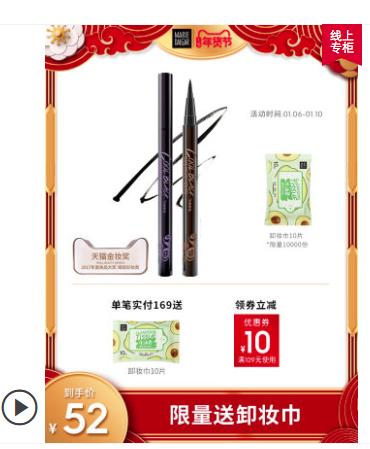 MARIE
DALGAR
年货节
线上
专柜
活动时间:01.06-01.10
天猫金妆奖
卸妆巾10片
*限量10000份
单笔实付169送
领券立减
优惠券
¥10
满109元使用
卸妆巾10片
到手价
¥52
限量送卸妆巾